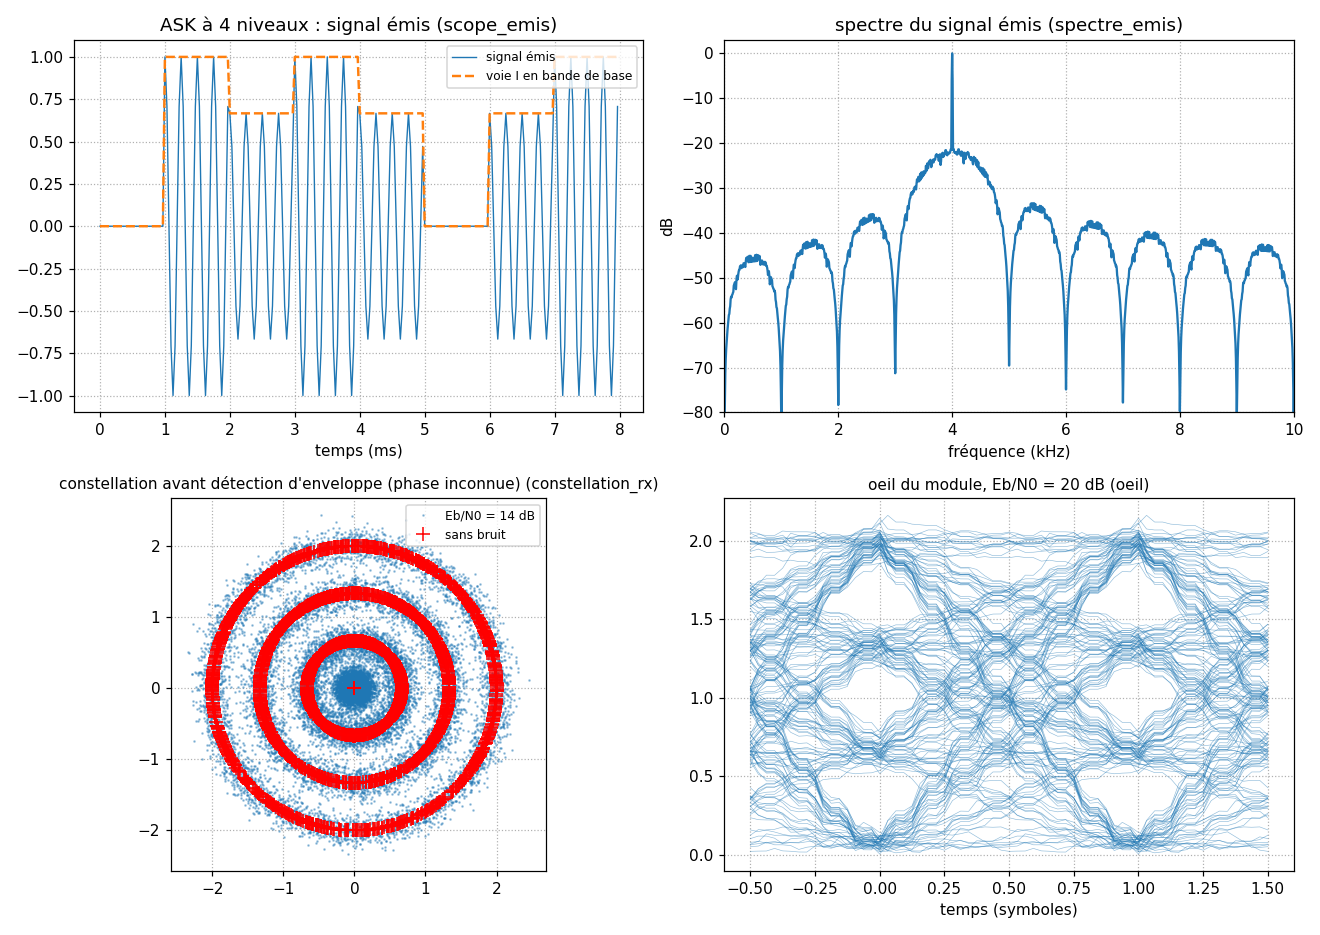 ASK à 4 niveaux : signal émis (scope_emis)
signal émis
voie I en bande de base
1.00
0.75
0.50
0.25
0.00
−0.25
−0.50
−0.75
−1.00
0 1 2 3 4 5 6 7 8
temps (ms)
spectre du signal émis (spectre_emis)
dB
0
−10
−20
−30
−40
−50
−60
−70
−80
0 2 4 6 8 10
fréquence (kHz)
constellation avant détection d'enveloppe (phase inconnue) (constellation_rx)
Eb/N0 = 14 dB
sans bruit
2
1
0
−1
−2
−2 −1 0 1 2
oeil du module, Eb/N0 = 20 dB (oeil)
2.0
1.5
1.0
0.5
0.0
−0.50 −0.25 0.00 0.25 0.50 0.75 1.00 1.25 1.50
temps (symboles)